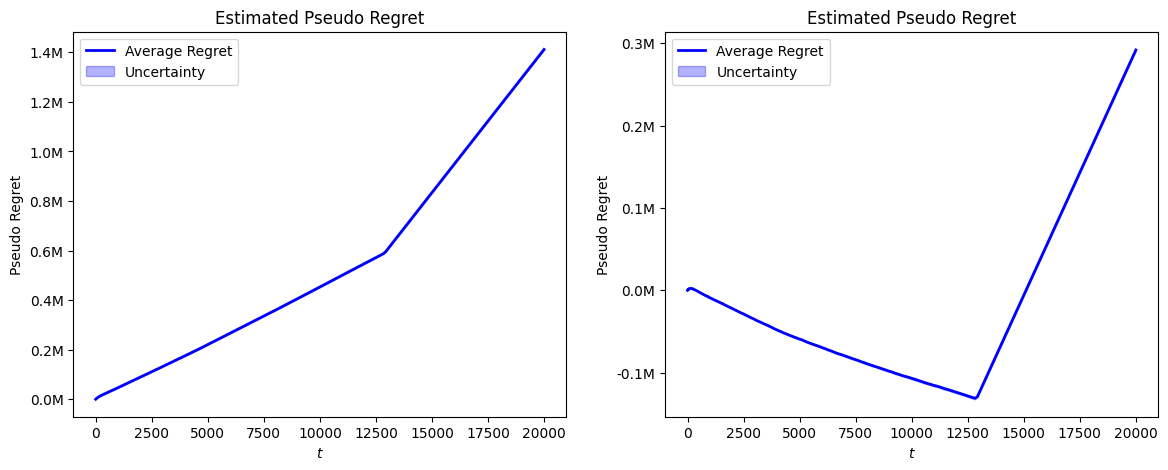 Estimated Pseudo Regret
Average Regret
Uncertainty
Pseudo Regret
1.4M
1.2M
1.0M
0.8M
0.6M
0.4M
0.2M
0.0M
0 2500 5000 7500 10000 12500 15000 17500 20000
t
Estimated Pseudo Regret
Average Regret
Uncertainty
Pseudo Regret
0.3M
0.2M
0.1M
0.0M
-0.1M
0 2500 5000 7500 10000 12500 15000 17500 20000
t